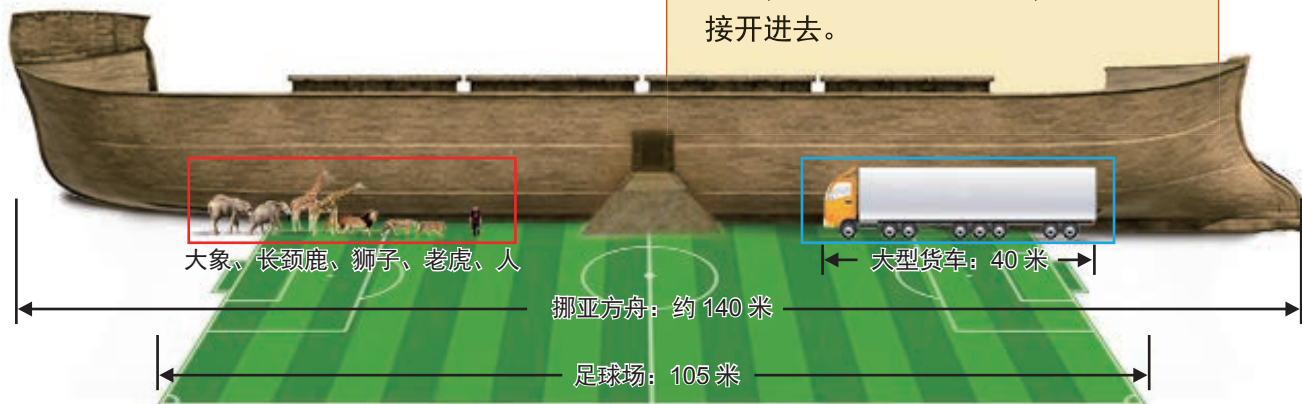 接开进去。
大象、长颈鹿、狮子、老虎、人
大型货车：40 米
挪亚方舟：约 140 米
足球场：105 米